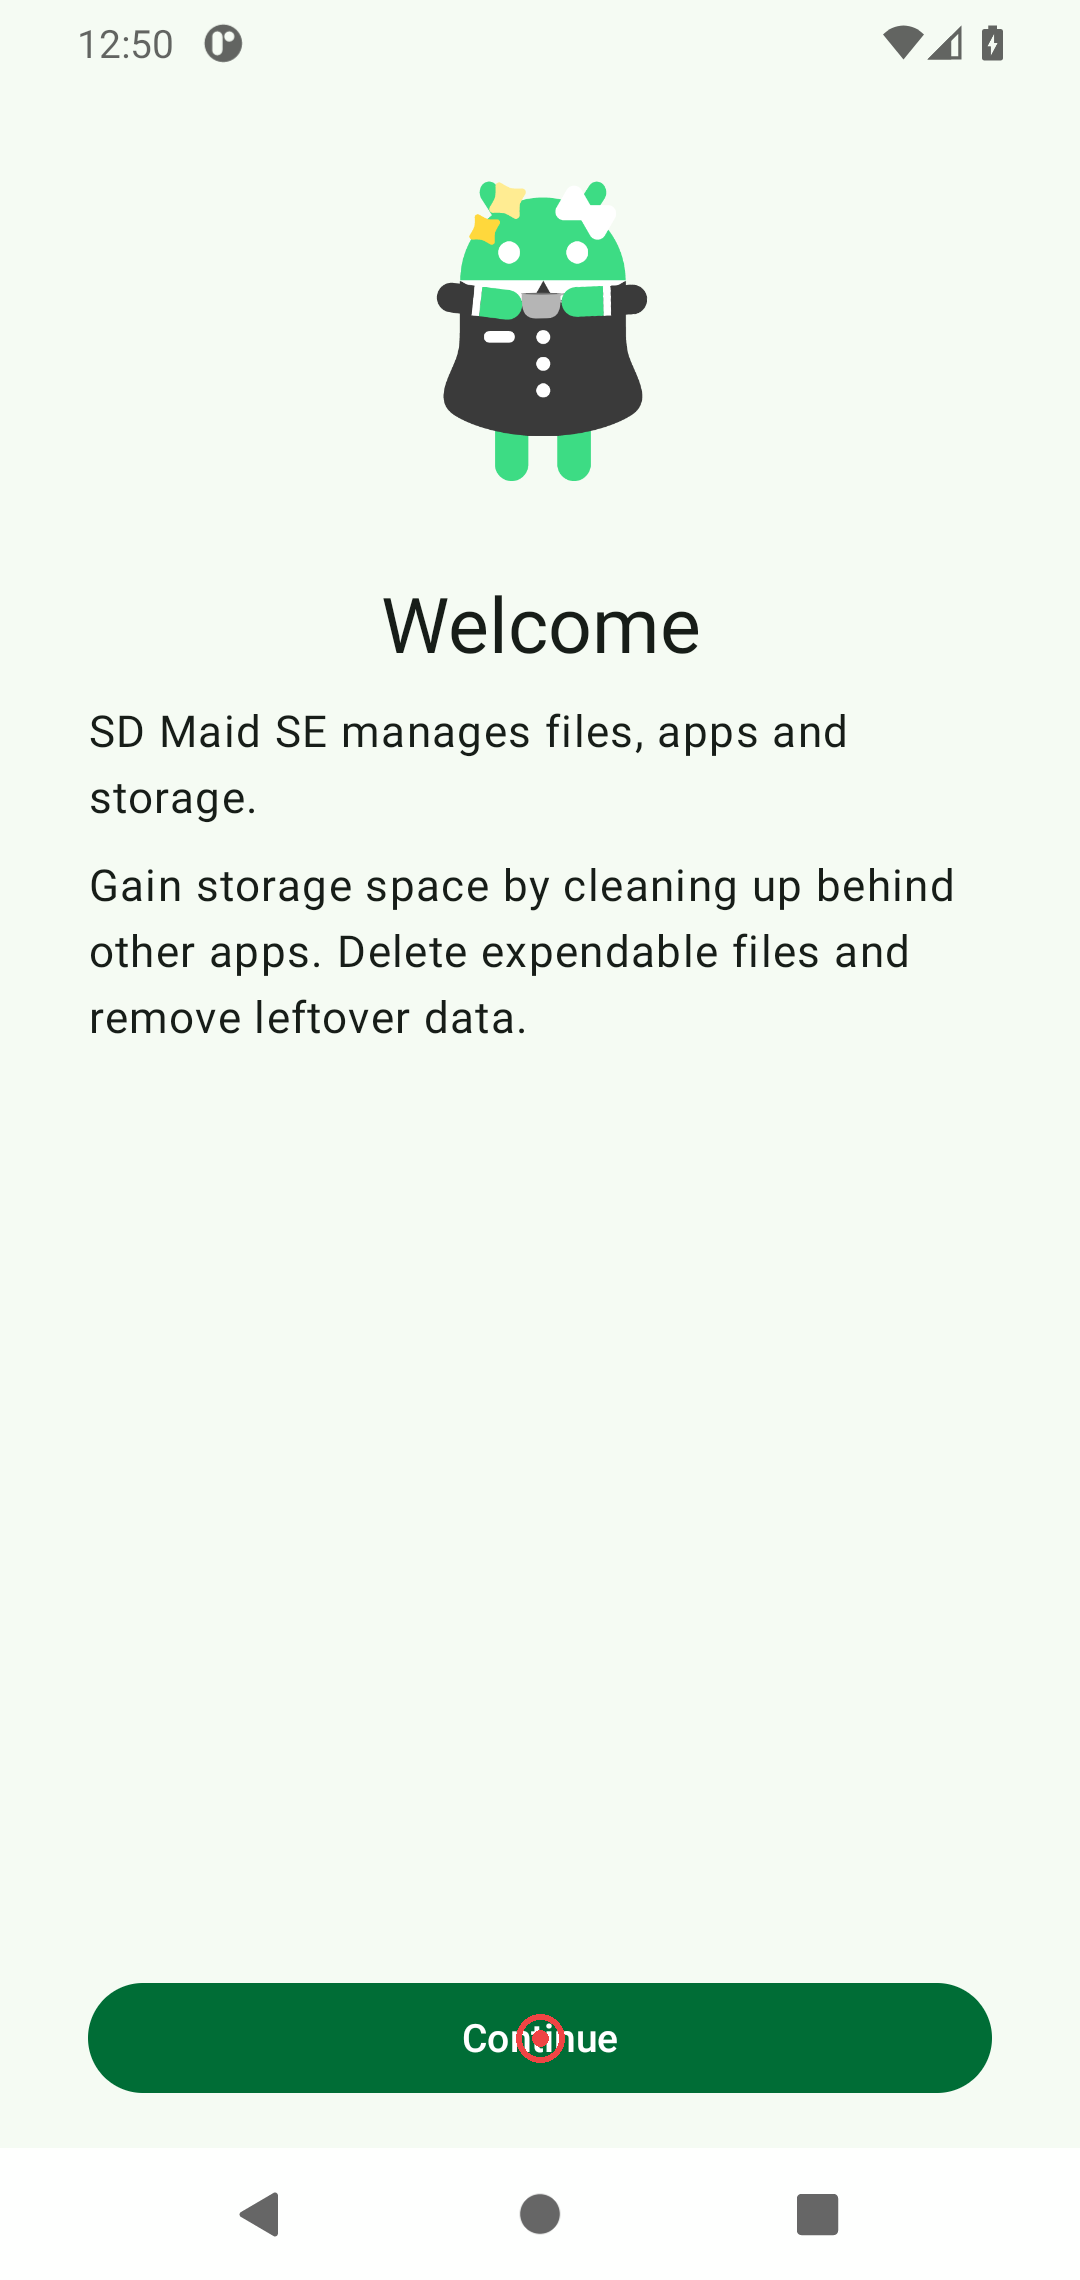 12:50
Welcome
SD Maid SE manages files, apps and
storage.
Gain storage space by cleaning up behind
other apps. Delete expendable files and
remove leftover data.
Continue